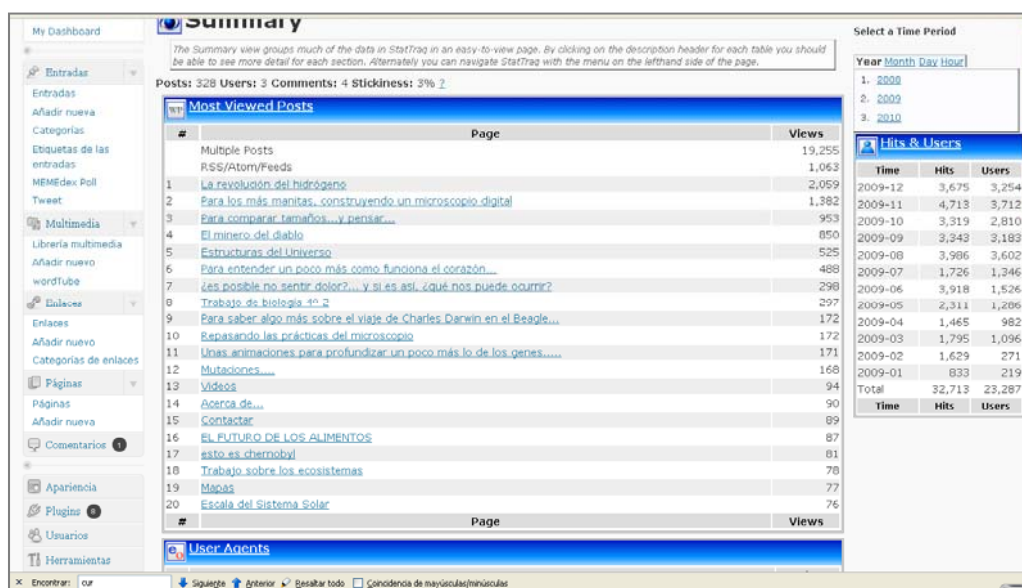 My Dashboard
Entradas
Entradas
Añadir nueva
Categorías
Etiquetas de las
entradas
MEMEdex Poll
Tweet
Multimedia
Librería multimedia
Añadir nuevo
wordTube
Enlaces
Enlaces
Añadir nuevo
Categorías de enlaces
Páginas
Páginas
Añadir nueva
Comentarios 1
Apariencia
Plugins 8
Usuarios
Herramientas
Summary
The Summary view groups much of the data in StatTraq in an easy-to-view page. By clicking on the description header for each table you should
be able to see more detail for each section. Alternately you can navigate StatTraq with the menu on the lefthand side of the page.
Posts: 328 Users: 3 Comments: 4 Stickiness: 3% ?
WP Most Viewed Posts
# Page Views
Multiple Posts 19,255
RSS/Atom/Feeds 1,063
1 La revolución del hidrógeno 2,059
2 Para los más manitas, construyendo un microscopio digital 1,382
3 Para comparar tamaños...y pensar... 953
4 El minero del diablo 850
5 Estructuras del Universo 525
6 Para entender un poco más como funciona el corazón... 488
7 ¿es posible no sentir dolor?... y si es así, ¿qué nos puede ocurrir? 298
8 Trabajo de biología 1º 2 297
9 Para saber algo más sobre el viaje de Charles Darwin en el Beagle... 172
10 Repasando las prácticas del microscopio 172
11 Unas animaciones para profundizar un poco más lo de los genes..... 171
12 Mutaciones.... 168
13 Videos 94
14 Acerca de... 90
15 Contactar 89
16 EL FUTURO DE LOS ALIMENTOS 87
17 esto es chernobyl 81
18 Trabajo sobre los ecosistemas 78
19 Mapas 77
20 Escala del Sistema Solar 76
# Page Views
User Agents
Select a Time Period
Year Month Day Hour
1. 2008
2. 2009
3. 2010
Hits & Users
Time Hits Users
2009-12 3,675 3,254
2009-11 4,713 3,712
2009-10 3,319 2,810
2009-09 3,343 3,183
2009-08 3,986 3,602
2009-07 1,726 1,346
2009-06 3,918 1,526
2009-05 2,311 1,286
2009-04 1,465 982
2009-03 1,795 1,096
2009-02 1,629 271
2009-01 833 219
Total 32,713 23,287
Time Hits Users
× Encontrar: cur Siguiente Anterior Resaltar todo Coincidencia de mayúsculas/minúsculas